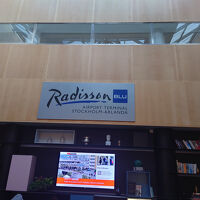 Radisson BLU
AIRPORT TERMINAL
STOCKHOLM-ARLANDA